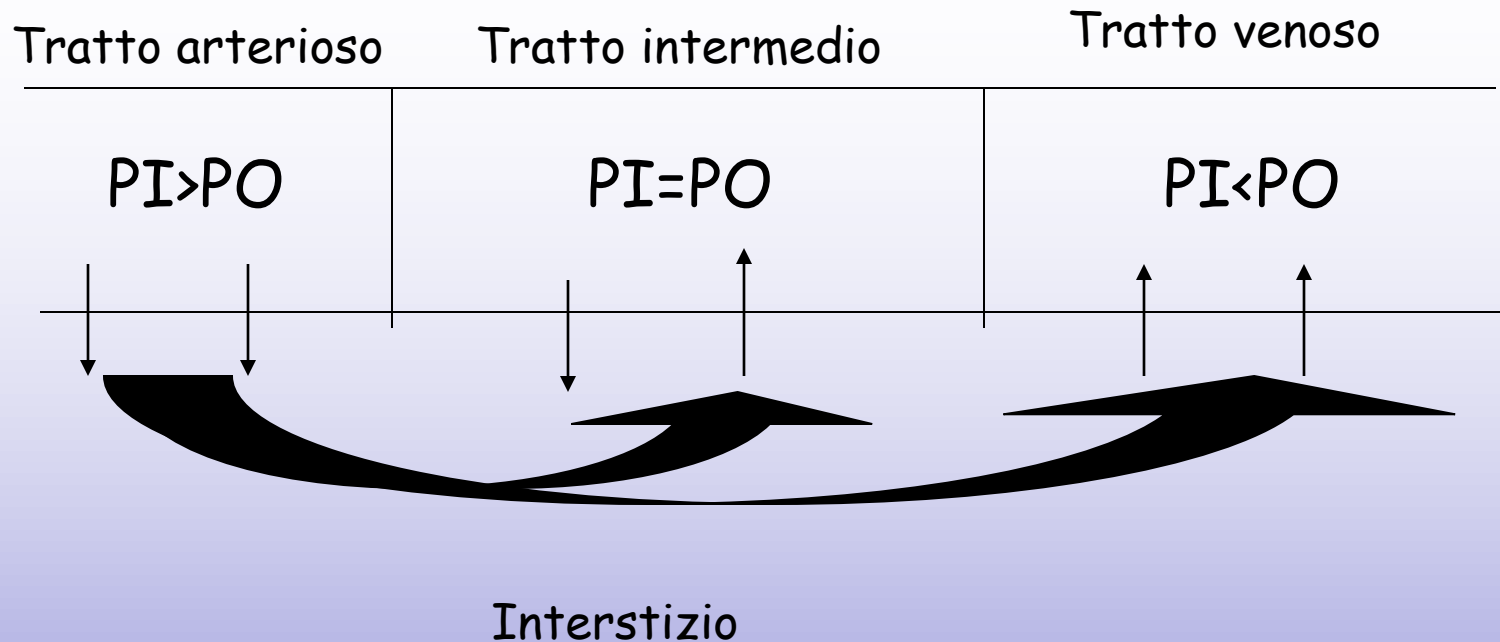 Tratto arterioso
Tratto intermedio
Tratto venoso
PI>PO
PI=PO
PI<PO
Interstizio